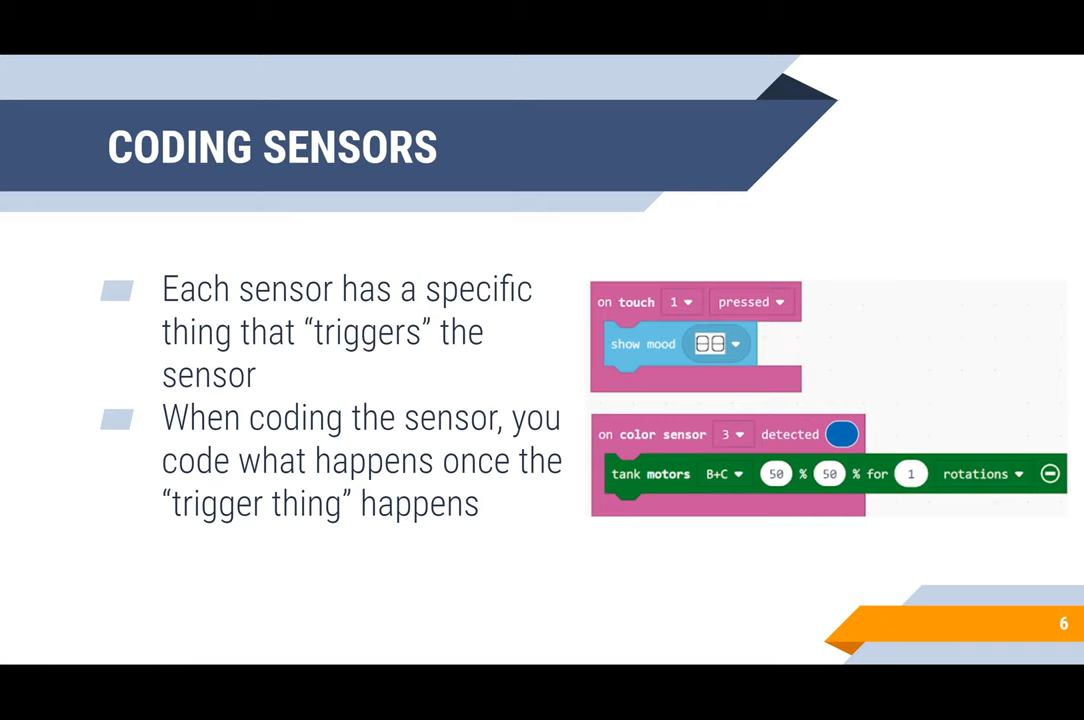 CODING SENSORS
Each sensor has a specific
thing that “triggers” the
sensor
When coding the sensor, you
code what happens once the
“trigger thing” happens
on touch 1 pressed
show mood
on color sensor 3 detected
tank motors B+C 50 % 50 % for 1 rotations
6